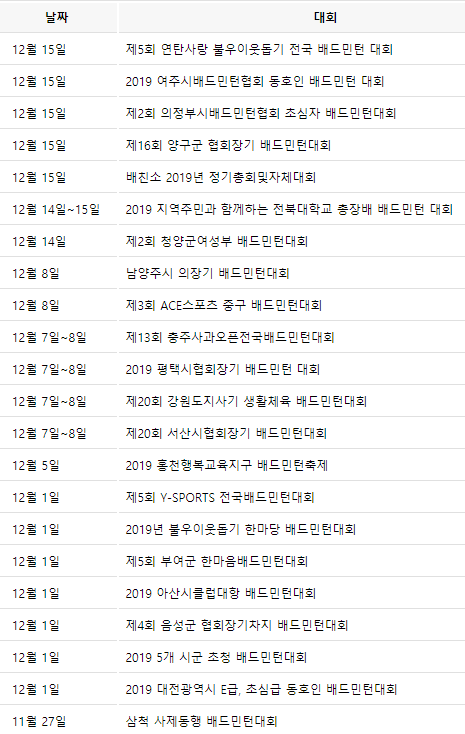 날짜 대회
12월 15일 제5회 연탄사랑 불우이웃돕기 전국 배드민턴 대회
12월 15일 2019 여주시배드민턴협회 동호인 배드민턴 대회
12월 15일 제2회 의정부시배드민턴협회 초심자 배드민턴대회
12월 15일 제16회 양구군 협회장기 배드민턴대회
12월 15일 배친소 2019년 정기총회및자체대회
12월 14일~15일 2019 지역주민과 함께하는 전북대학교 총장배 배드민턴 대회
12월 14일 제2회 청양군여성부 배드민턴대회
12월 8일 남양주시 의장기 배드민턴대회
12월 8일 제3회 ACE스포츠 중구 배드민턴대회
12월 7일~8일 제13회 충주사과오픈전국배드민턴대회
12월 7일~8일 2019 평택시협회장기 배드민턴 대회
12월 7일~8일 제20회 강원도지사기 생활체육 배드민턴대회
12월 7일~8일 제20회 서산시협회장기 배드민턴대회
12월 5일 2019 홍천행복교육지구 배드민턴축제
12월 1일 제5회 Y-SPORTS 전국배드민턴대회
12월 1일 2019년 불우이웃돕기 한마당 배드민턴대회
12월 1일 제5회 부여군 한마음배드민턴대회
12월 1일 2019 아산시클럽대항 배드민턴대회
12월 1일 제4회 음성군 협회장기차지 배드민턴대회
12월 1일 2019 5개 시군 초청 배드민턴대회
12월 1일 2019 대전광역시 E급, 초심급 동호인 배드민턴대회
11월 27일 삼척 사제동행 배드민턴대회